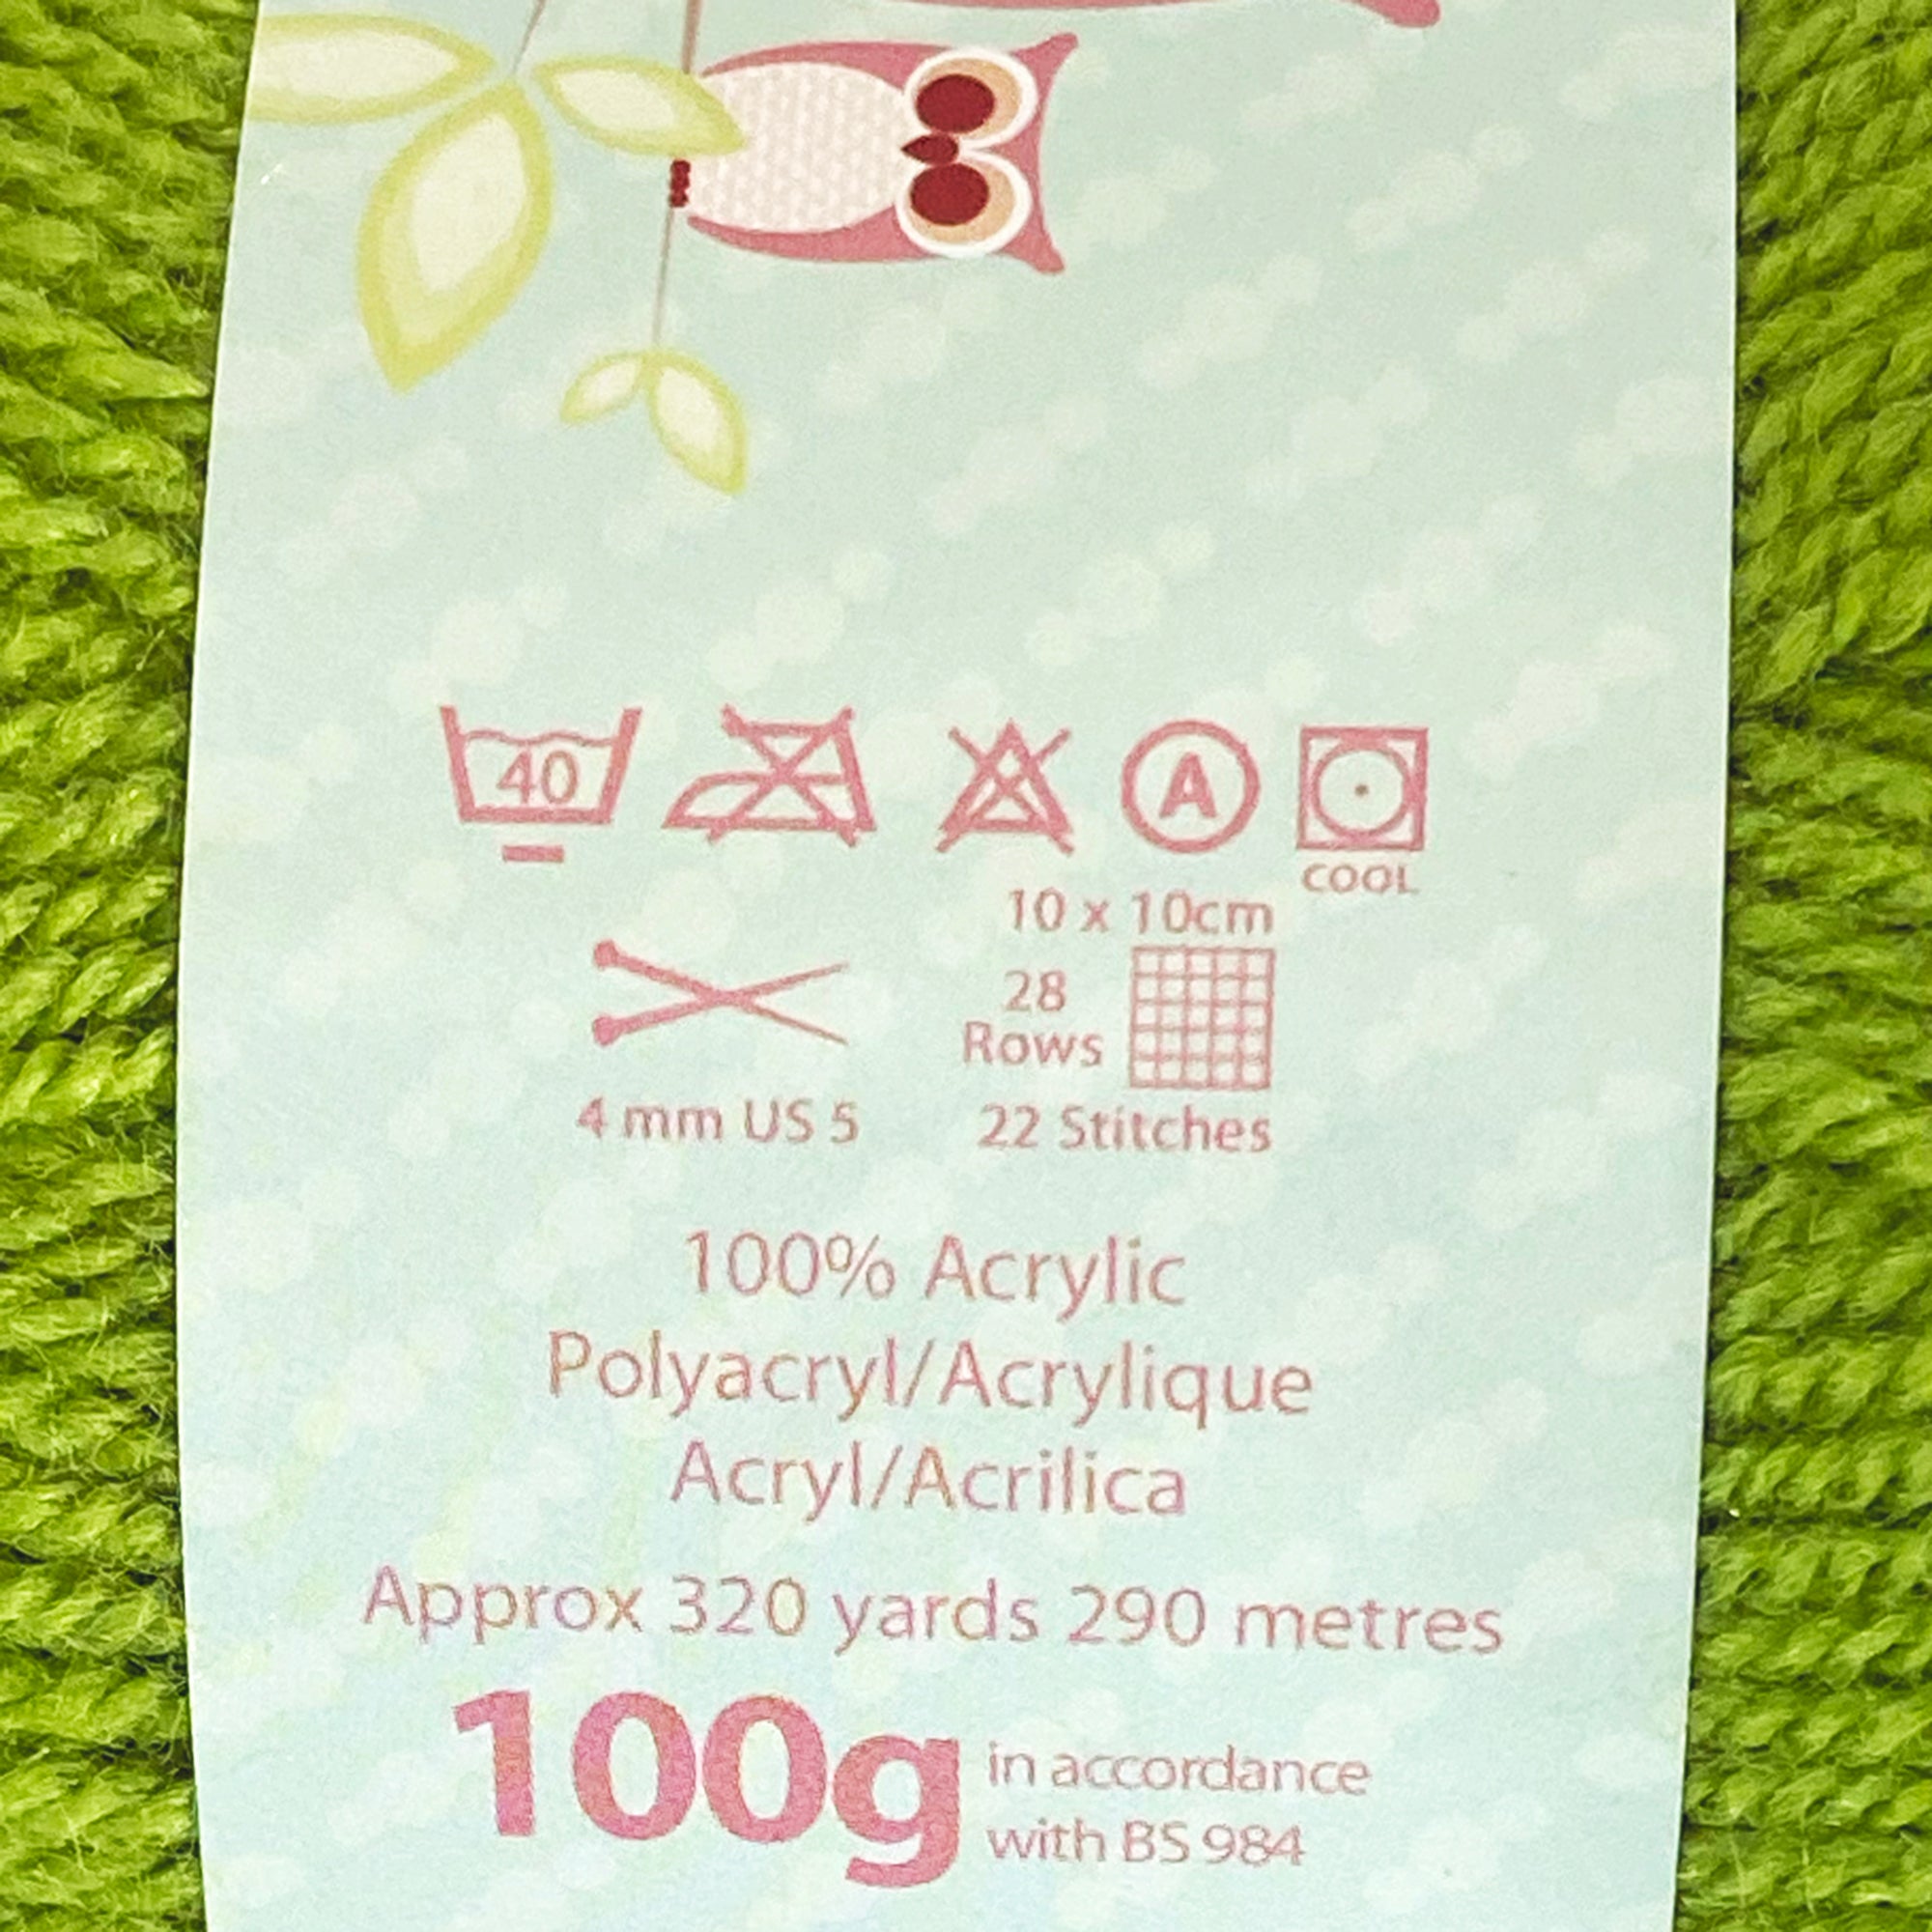 40
A
COOL
10 x 10cm
28
Rows
4 mm US 5
22 Stitches
100% Acrylic
Polyacryl/Acrylique
Acryl/Acrilica
Approx 320 yards 290 metres
100g
in accordance
with BS 984